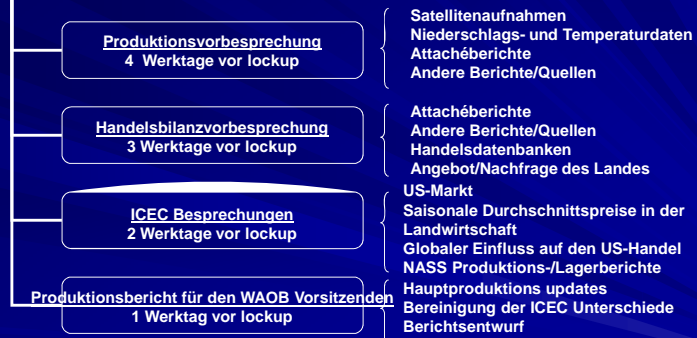 Produktionsvorbesprechung
4 Werktage vor lockup
Satellitenaufnahmen
Niederschlags- und Temperaturdaten
Attachéberichte
Andere Berichte/Quellen
Handelsbilanzvorbesprechung
3 Werktage vor lockup
Attachéberichte
Andere Berichte/Quellen
Handelsdatenbanken
Angebot/Nachfrage des Landes
ICEC Besprechungen
2 Werktage vor lockup
US-Markt
Saisonale Durchschnittspreise in der
Landwirtschaft
Globaler Einfluss auf den US-Handel
NASS Produktions-/Lagerberichte
Produktionsbericht für den WAOB Vorsitzenden
1 Werktag vor lockup
Hauptproduktions updates
Bereinigung der ICEC Unterschiede
Berichtsentwurf